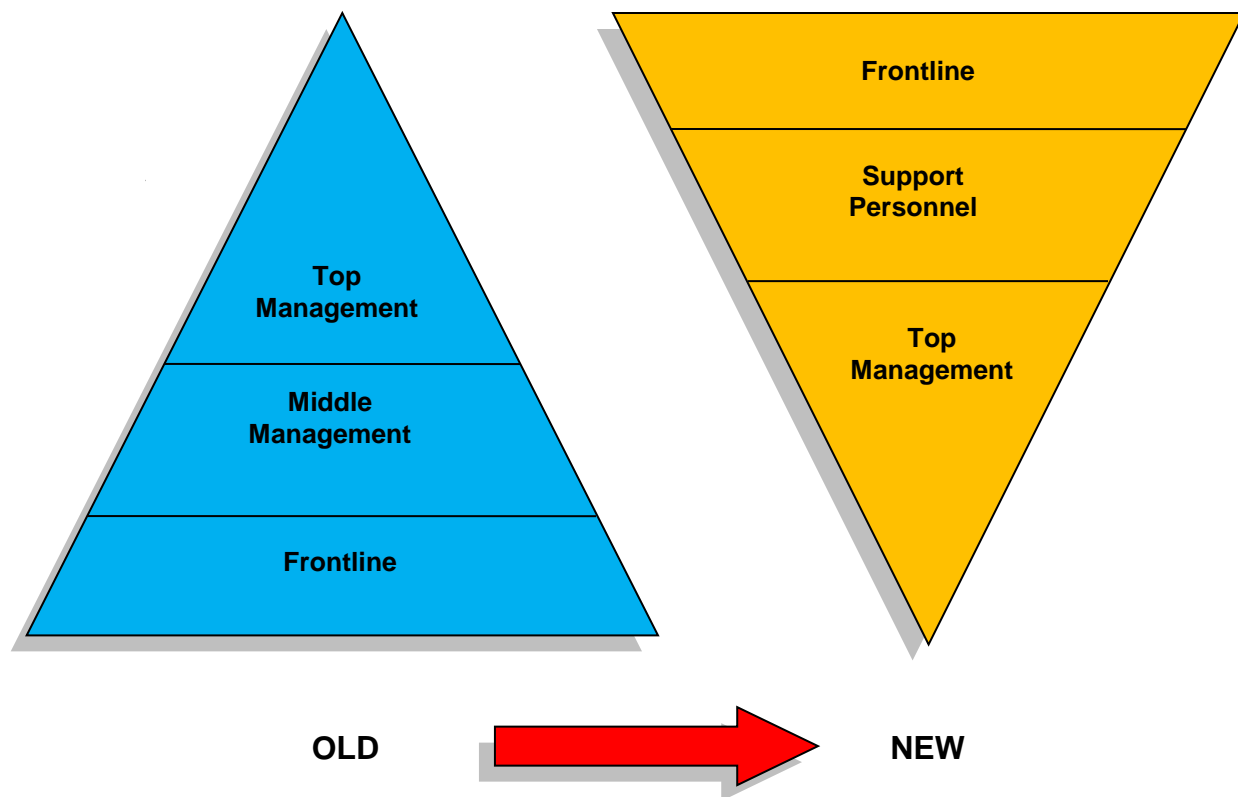 Top
Management
Middle
Management
Frontline
Frontline
Support
Personnel
Top
Management
OLD
NEW